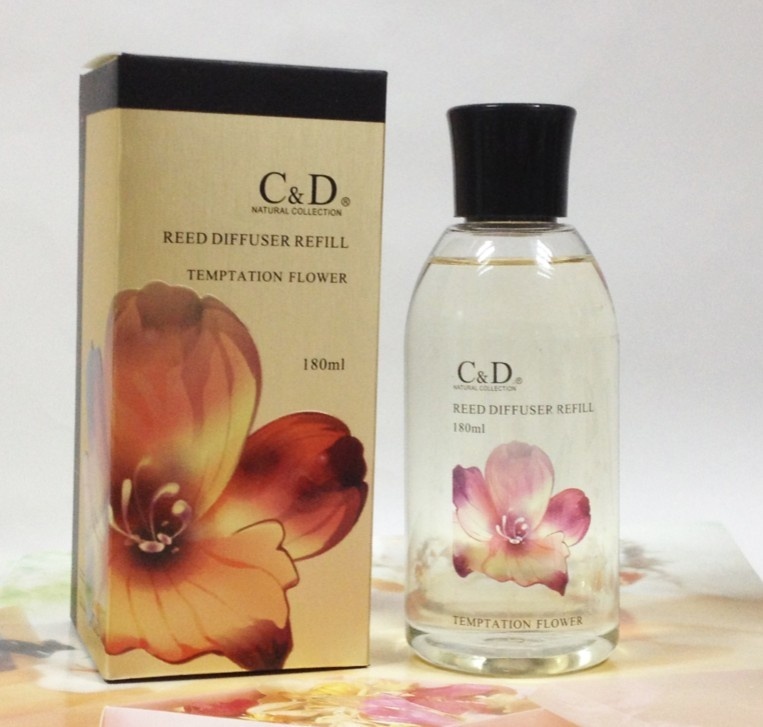 C&D®
NATURAL COLLECTION
REED DIFFUSER REFILL
TEMPTATION FLOWER
180ml
C&D®
NATURAL COLLECTION
REED DIFFUSER REFILL
180ml
TEMPTATION FLOWER